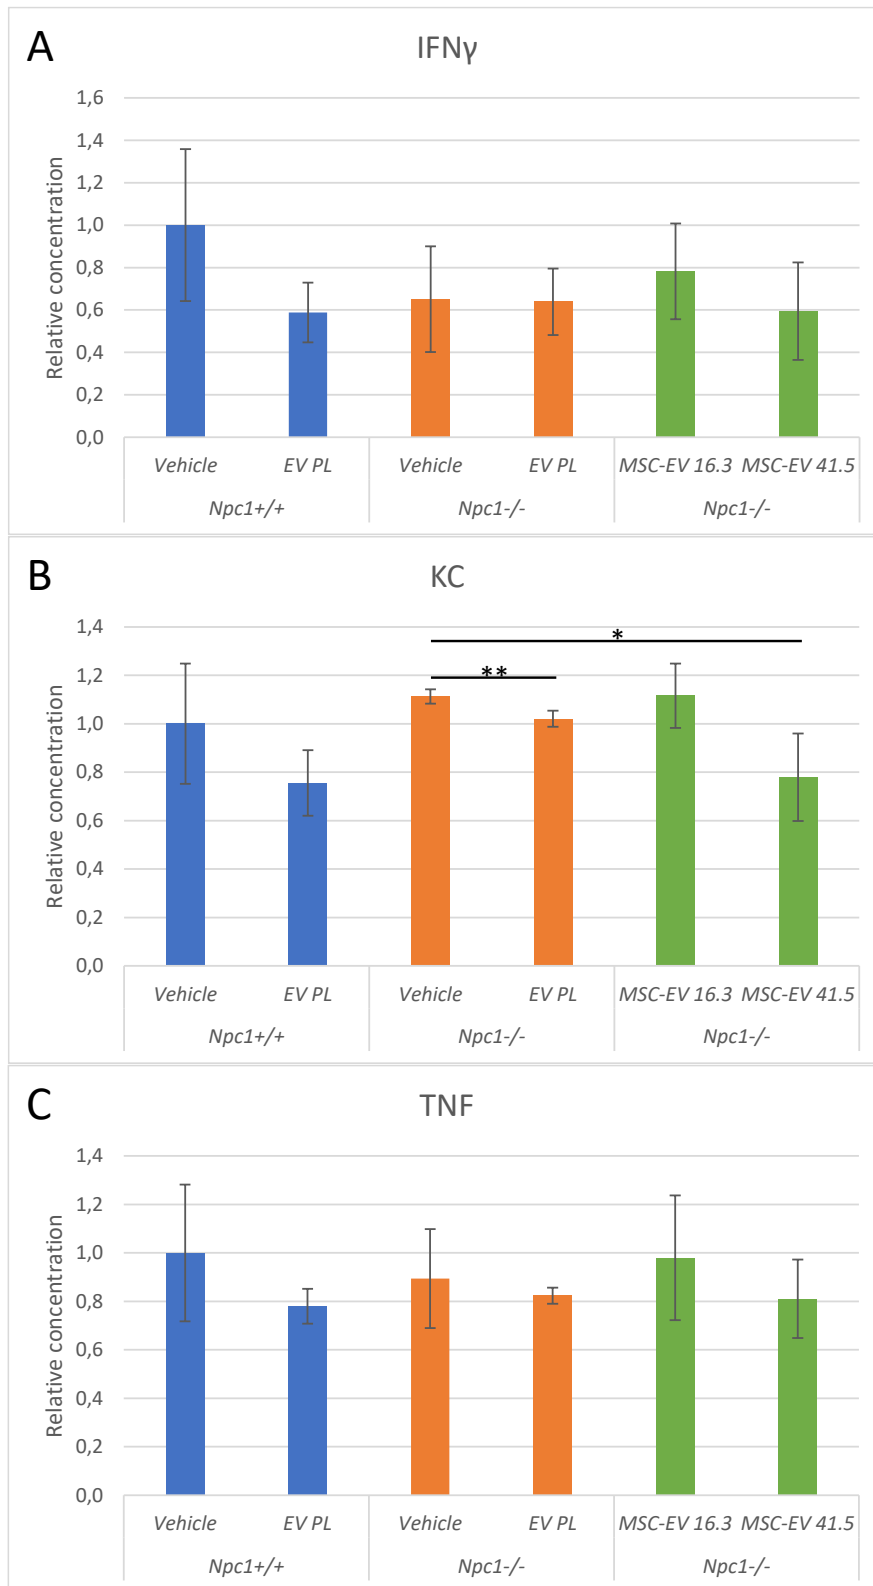 A
IFNγ
Relative concentration
1,6
1,4
1,2
1,0
0,8
0,6
0,4
0,2
0,0
Vehicle EV PL Vehicle EV PL MSC-EV 16.3 MSC-EV 41.5
Npc1+/+ Npc1-/- Npc1-/-
B
KC
Relative concentration
1,4
1,2
1,0
0,8
0,6
0,4
0,2
0,0
*
**
Vehicle EV PL Vehicle EV PL MSC-EV 16.3 MSC-EV 41.5
Npc1+/+ Npc1-/- Npc1-/-
C
TNF
Relative concentration
1,4
1,2
1,0
0,8
0,6
0,4
0,2
0,0
Vehicle EV PL Vehicle EV PL MSC-EV 16.3 MSC-EV 41.5
Npc1+/+ Npc1-/- Npc1-/-